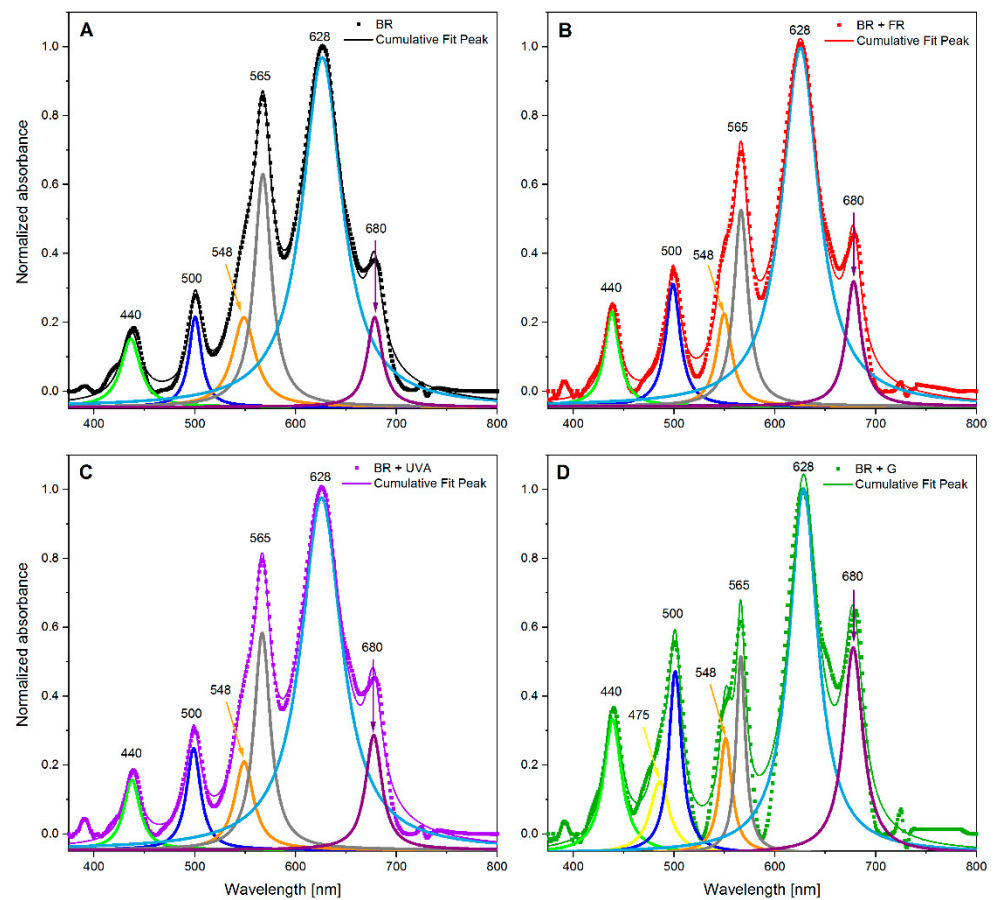 A
BR
Cumulative Fit Peak
628
565
548
680
500
440
1.0
0.8
0.6
0.4
0.2
0.0
Normalized absorbance
400 500 600 700 800
B
BR + FR
Cumulative Fit Peak
628
565
680
548
500
440
1.0
0.8
0.6
0.4
0.2
0.0
400 500 600 700 800
C
BR + UVA
Cumulative Fit Peak
628
565
680
548
500
440
1.0
0.8
0.6
0.4
0.2
0.0
Normalized absorbance
400 500 600 700 800
Wavelength [nm]
D
BR + G
Cumulative Fit Peak
628
565
680
500
548
440
475
1.0
0.8
0.6
0.4
0.2
0.0
400 500 600 700 800
Wavelength [nm]